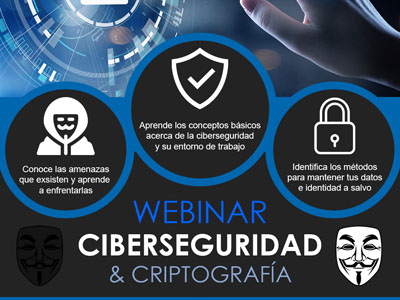 Aprende los conceptos básicos
acerca de la ciberseguridad
y su entorno de trabajo
Conoce las amenazas
que exsisten y aprende
a enfrentarlas
Identifica los métodos
para mantener tus datos
e identidad a salvo
WEBINAR
CIBERSEGURIDAD
& CRIPTOGRAFÍA